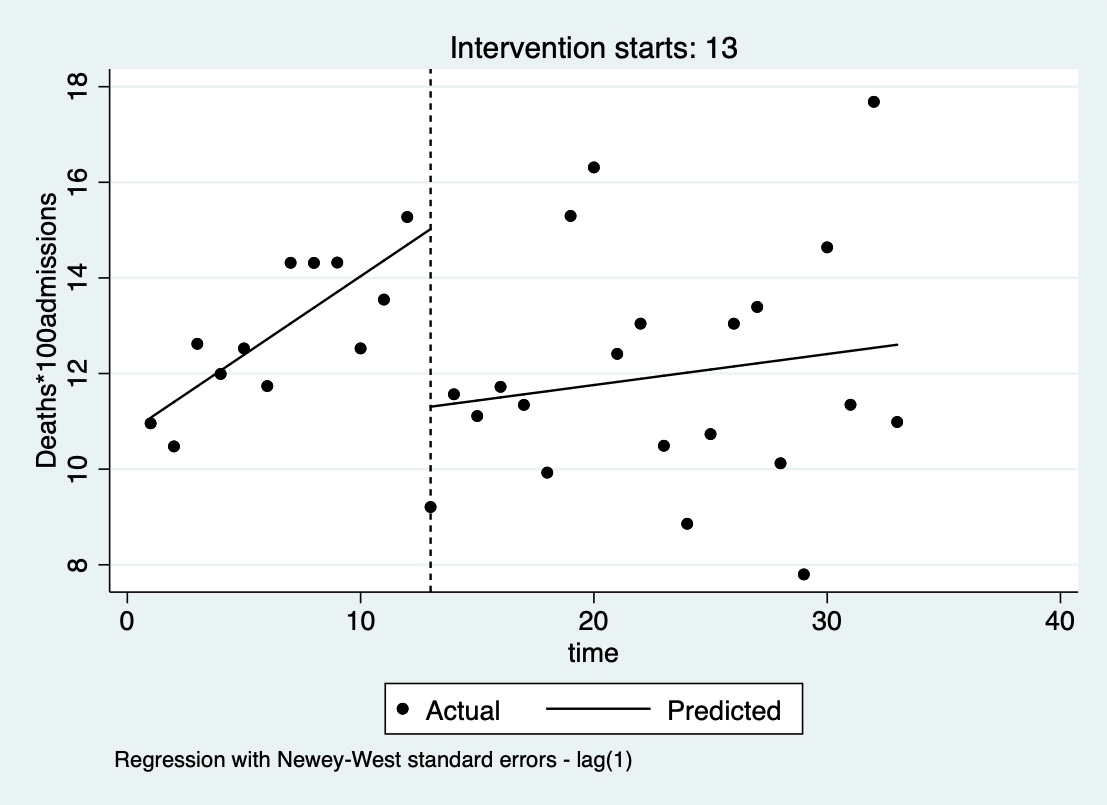 Intervention starts: 13
Deaths*100admissions
18
16
14
12
10
8
0 10 20 30 40
time
Actual Predicted
Regression with Newey-West standard errors - lag(1)